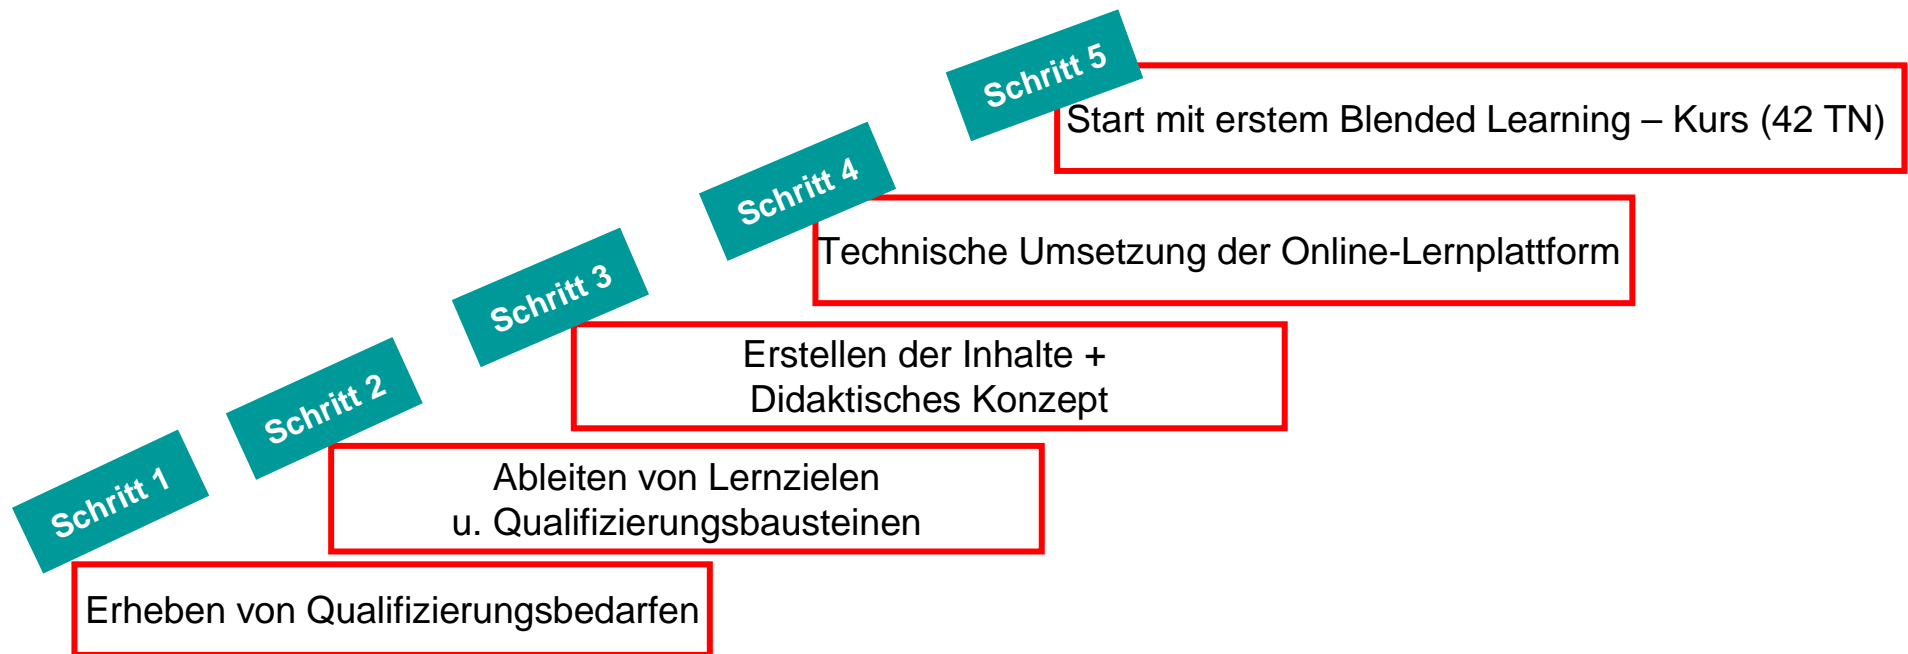 Schritt 5
Start mit erstem Blended Learning – Kurs (42 TN)
Schritt 4
Technische Umsetzung der Online-Lernplattform
Schritt 3
Erstellen der Inhalte +
Didaktisches Konzept
Schritt 2
Ableiten von Lernzielen
u. Qualifizierungsbausteinen
Schritt 1
Erheben von Qualifizierungsbedarfen